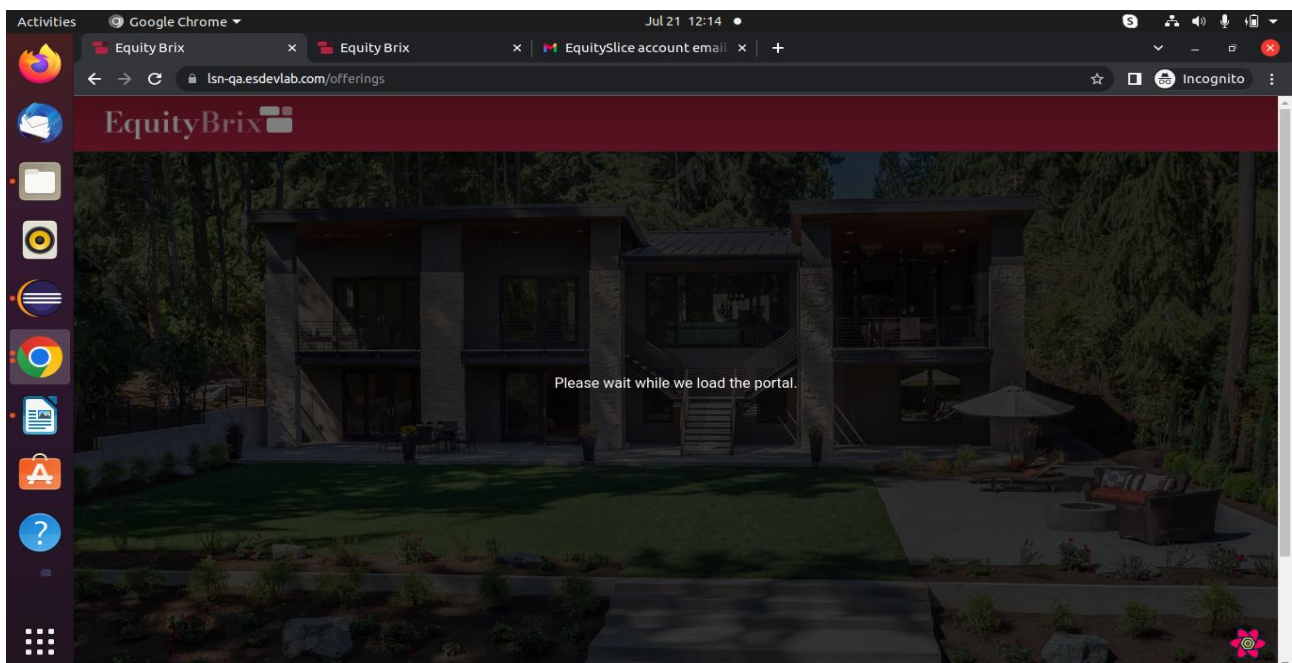 Activities Google Chrome Jul 21 12:14
Equity Brix Equity Brix EquitySlice account email
lsn-qa.esdevlab.com/offerings Incognito
EquityBrix
Please wait while we load the portal.